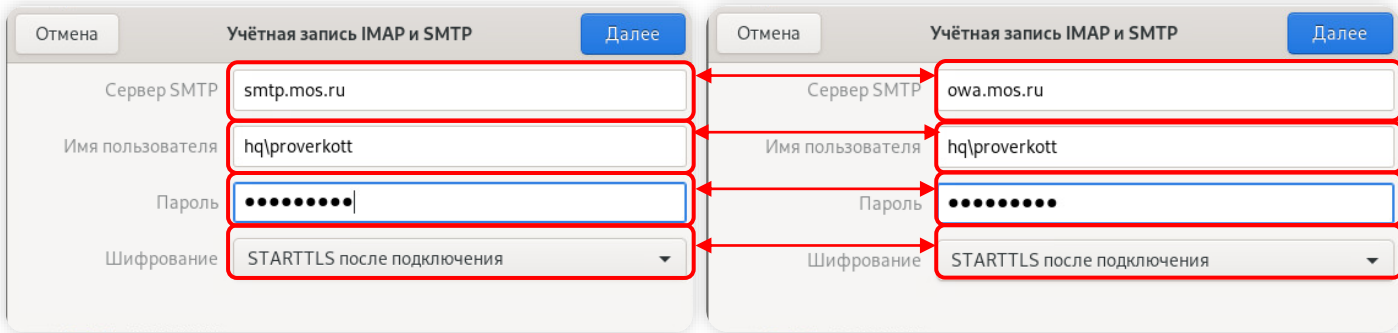 Отмена Учётная запись IMAP и SMTP Далее
Сервер SMTP smtp.mos.ru
Имя пользователя hq\proverkott
Пароль ●●●●●●●●●
Шифрование STARTTLS после подключения
Отмена Учётная запись IMAP и SMTP Далее
Сервер SMTP owa.mos.ru
Имя пользователя hq\proverkott
Пароль ●●●●●●●●●
Шифрование STARTTLS после подключения